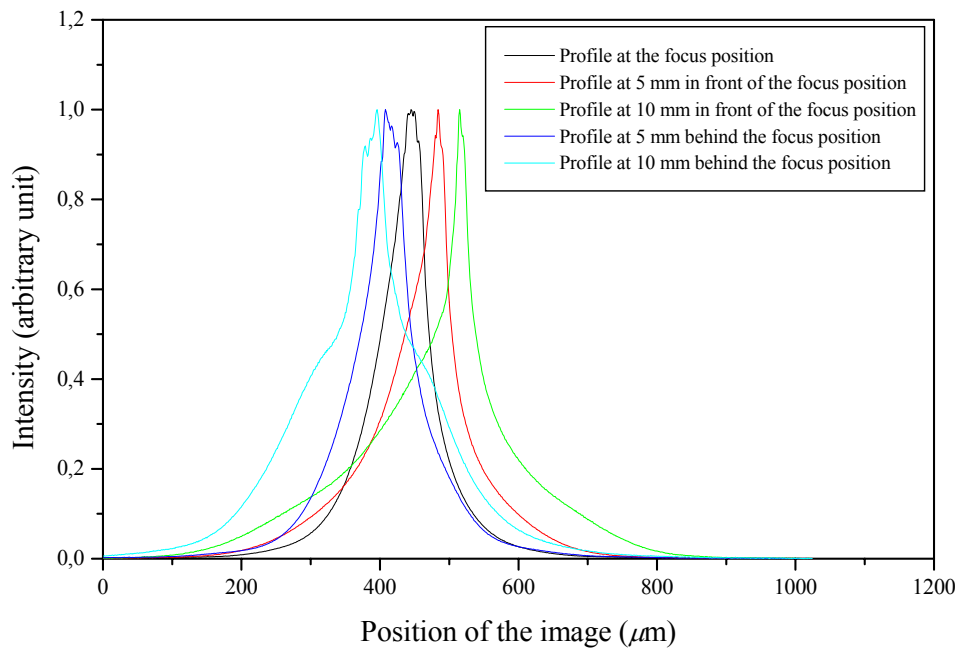 1,2
1,0
0,8
0,6
0,4
0,2
0,0
Intensity (arbitrary unit)
Profile at the focus position
Profile at 5 mm in front of the focus position
Profile at 10 mm in front of the focus position
Profile at 5 mm behind the focus position
Profile at 10 mm behind the focus position
0 200 400 600 800 1000 1200
Position of the image (μm)